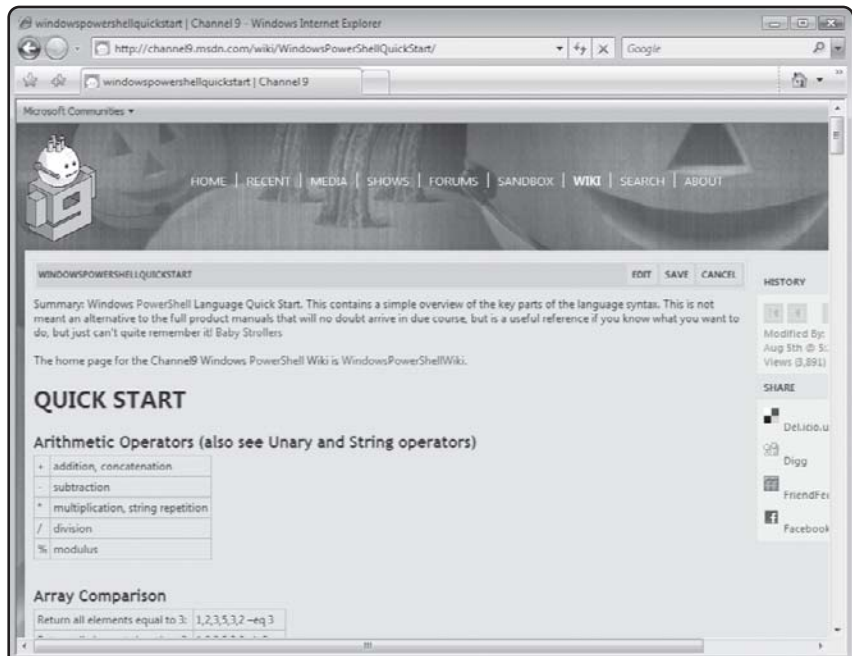 windowspowershellquickstart | Channel 9 - Windows Internet Explorer
http://channel9.msdn.com/wiki/WindowsPowerShellQuickStart/
Google
windowspowershellquickstart | Channel 9
Microsoft Communities
9
HOME | RECENT | MEDIA | SHOWS | FORUMS | SANDBOX | WIKI | SEARCH | ABOUT
WINDOWSPOWERSHELLQUICKSTART
EDIT SAVE CANCEL
Summary: Windows PowerShell Language Quick Start. This contains a simple overview of the key parts of the language syntax. This is not
meant an alternative to the full product manuals that will no doubt arrive in due course, but is a useful reference if you know what you want to
do, but just can't quite remember it! Baby Strollers
The home page for the Channel9 Windows PowerShell Wiki is WindowsPowerShellWiki.
QUICK START
Arithmetic Operators (also see Unary and String operators)
+ addition, concatenation
- subtraction
* multiplication, string repetition
/ division
% modulus
Array Comparison
Return all elements equal to 3: 1,2,3,5,3,2 –eq 3
HISTORY
Modified By:
Aug 5th @ 5:
Views (3,891)
SHARE
Del.icio.u
Digg
FriendFe
Facebook